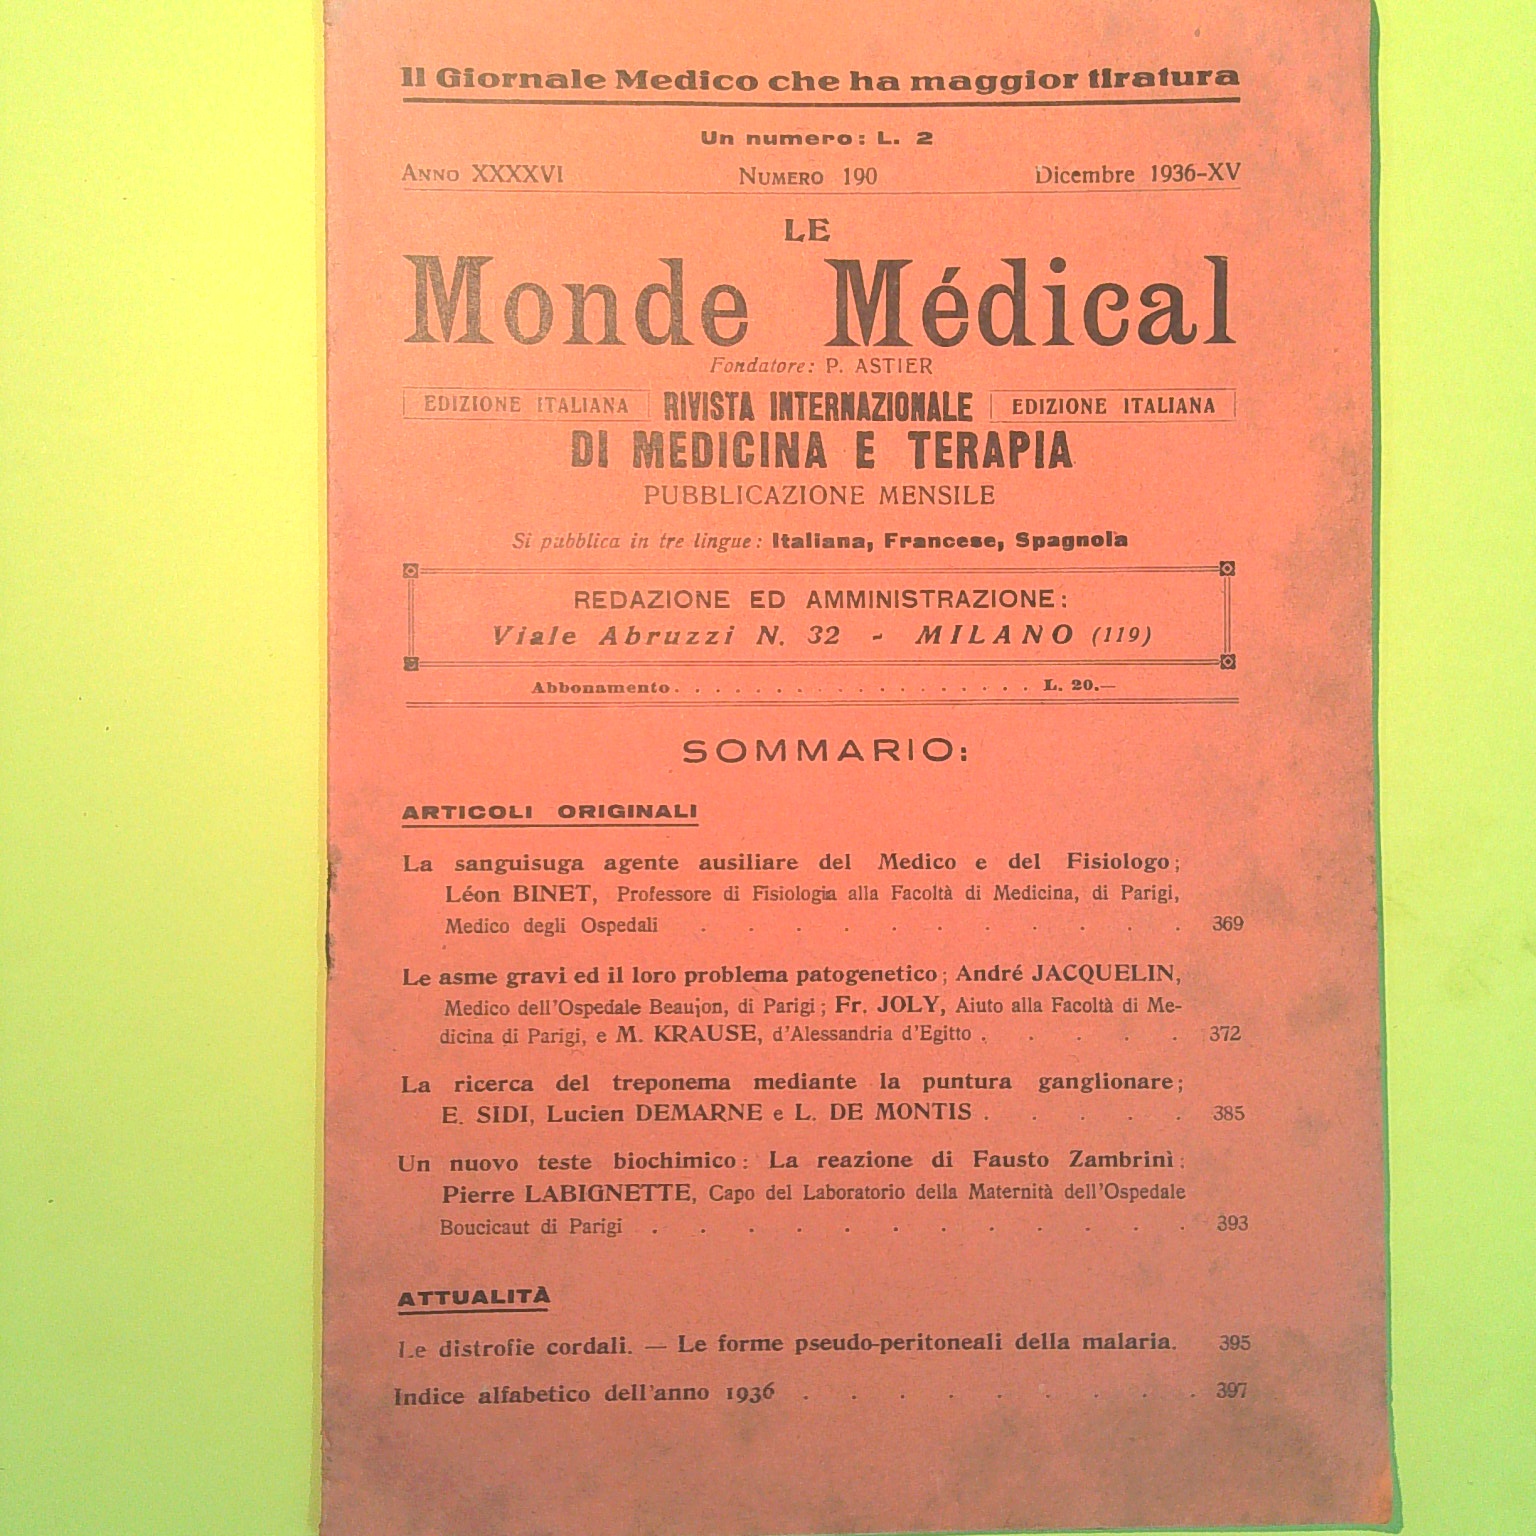 Il Giornale Medico che ha maggior tiratura
Un numero: L. 2
Anno XXXXVI Numero 190 Dicembre 1936-XV
LE
Monde Médical
Fondatore: P. ASTIER
EDIZIONE ITALIANA RIVISTA INTERNAZIONALE EDIZIONE ITALIANA
DI MEDICINA E TERAPIA
PUBBLICAZIONE MENSILE
Si pubblica in tre lingue: Italiana, Francese, Spagnola
REDAZIONE ED AMMINISTRAZIONE:
Viale Abruzzi N. 32 - MILANO (119)
Abbonamento. . . . . . . . . . . . . . . . . . L. 20.—
SOMMARIO:
ARTICOLI ORIGINALI
La sanguisuga agente ausiliare del Medico e del Fisiologo;
Léon BINET, Professore di Fisiologia alla Facoltà di Medicina, di Parigi,
Medico degli Ospedali . . . . . . . . . . . 369
Le asme gravi ed il loro problema patogenetico; André JACQUELIN,
Medico dell'Ospedale Beaujon, di Parigi; Fr. JOLY, Aiuto alla Facoltà di Me-
dicina di Parigi, e M. KRAUSE, d'Alessandria d'Egitto . . . . . 372
La ricerca del treponema mediante la puntura ganglionare;
E. SIDI, Lucien DEMARNE e L. DE MONTIS . . . . . 385
Un nuovo teste biochimico: La reazione di Fausto Zambrini:
Pierre LABIGNETTE, Capo del Laboratorio della Maternità dell'Ospedale
Boucicaut di Parigi . . . . . . . . . . . . 393
ATTUALITÀ
Le distrofie cordali. — Le forme pseudo-peritoneali della malaria. 395
Indice alfabetico dell'anno 1936 . . . . . . . . . 397